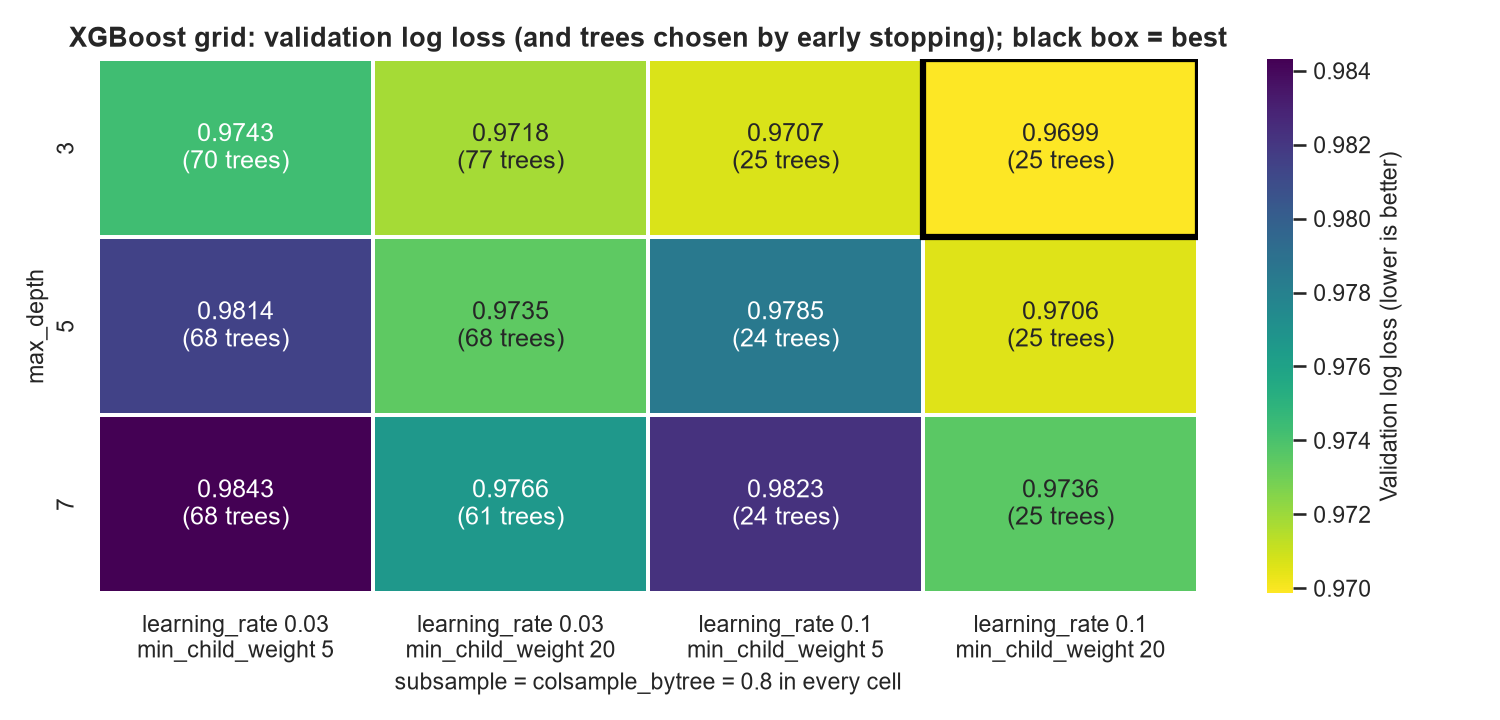 XGBoost grid: validation log loss (and trees chosen by early stopping); black box = best
max_depth
3
0.9743
(70 trees)
0.9718
(77 trees)
0.9707
(25 trees)
0.9699
(25 trees)
5
0.9814
(68 trees)
0.9735
(68 trees)
0.9785
(24 trees)
0.9706
(25 trees)
7
0.9843
(68 trees)
0.9766
(61 trees)
0.9823
(24 trees)
0.9736
(25 trees)
learning_rate 0.03
min_child_weight 5
learning_rate 0.03
min_child_weight 20
learning_rate 0.1
min_child_weight 5
learning_rate 0.1
min_child_weight 20
subsample = colsample_bytree = 0.8 in every cell
0.984
0.982
0.980
0.978
0.976
0.974
0.972
0.970
Validation log loss (lower is better)